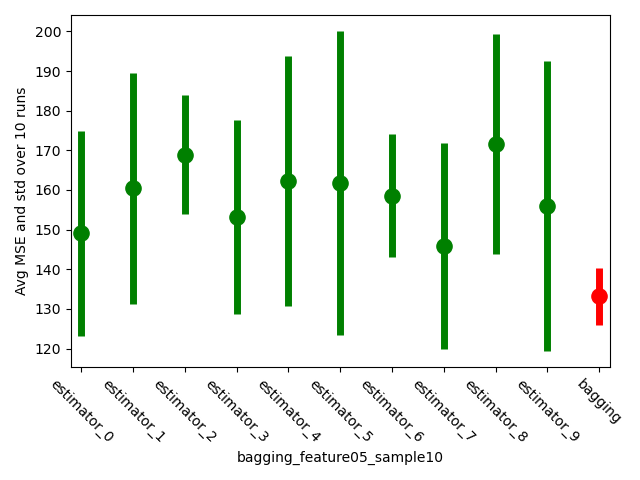 Avg MSE and std over 10 runs
200
190
180
170
160
150
140
130
120
estimator_0
estimator_1
estimator_2
estimator_3
estimator_4
estimator_5
estimator_6
estimator_7
estimator_8
estimator_9
bagging
bagging_feature05_sample10